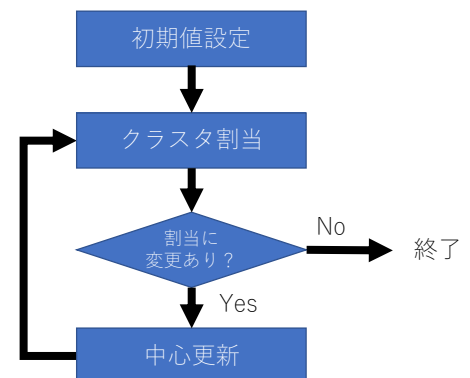 初期値設定
クラスタ割当
割当に
変更あり？
No
終了
Yes
中心更新